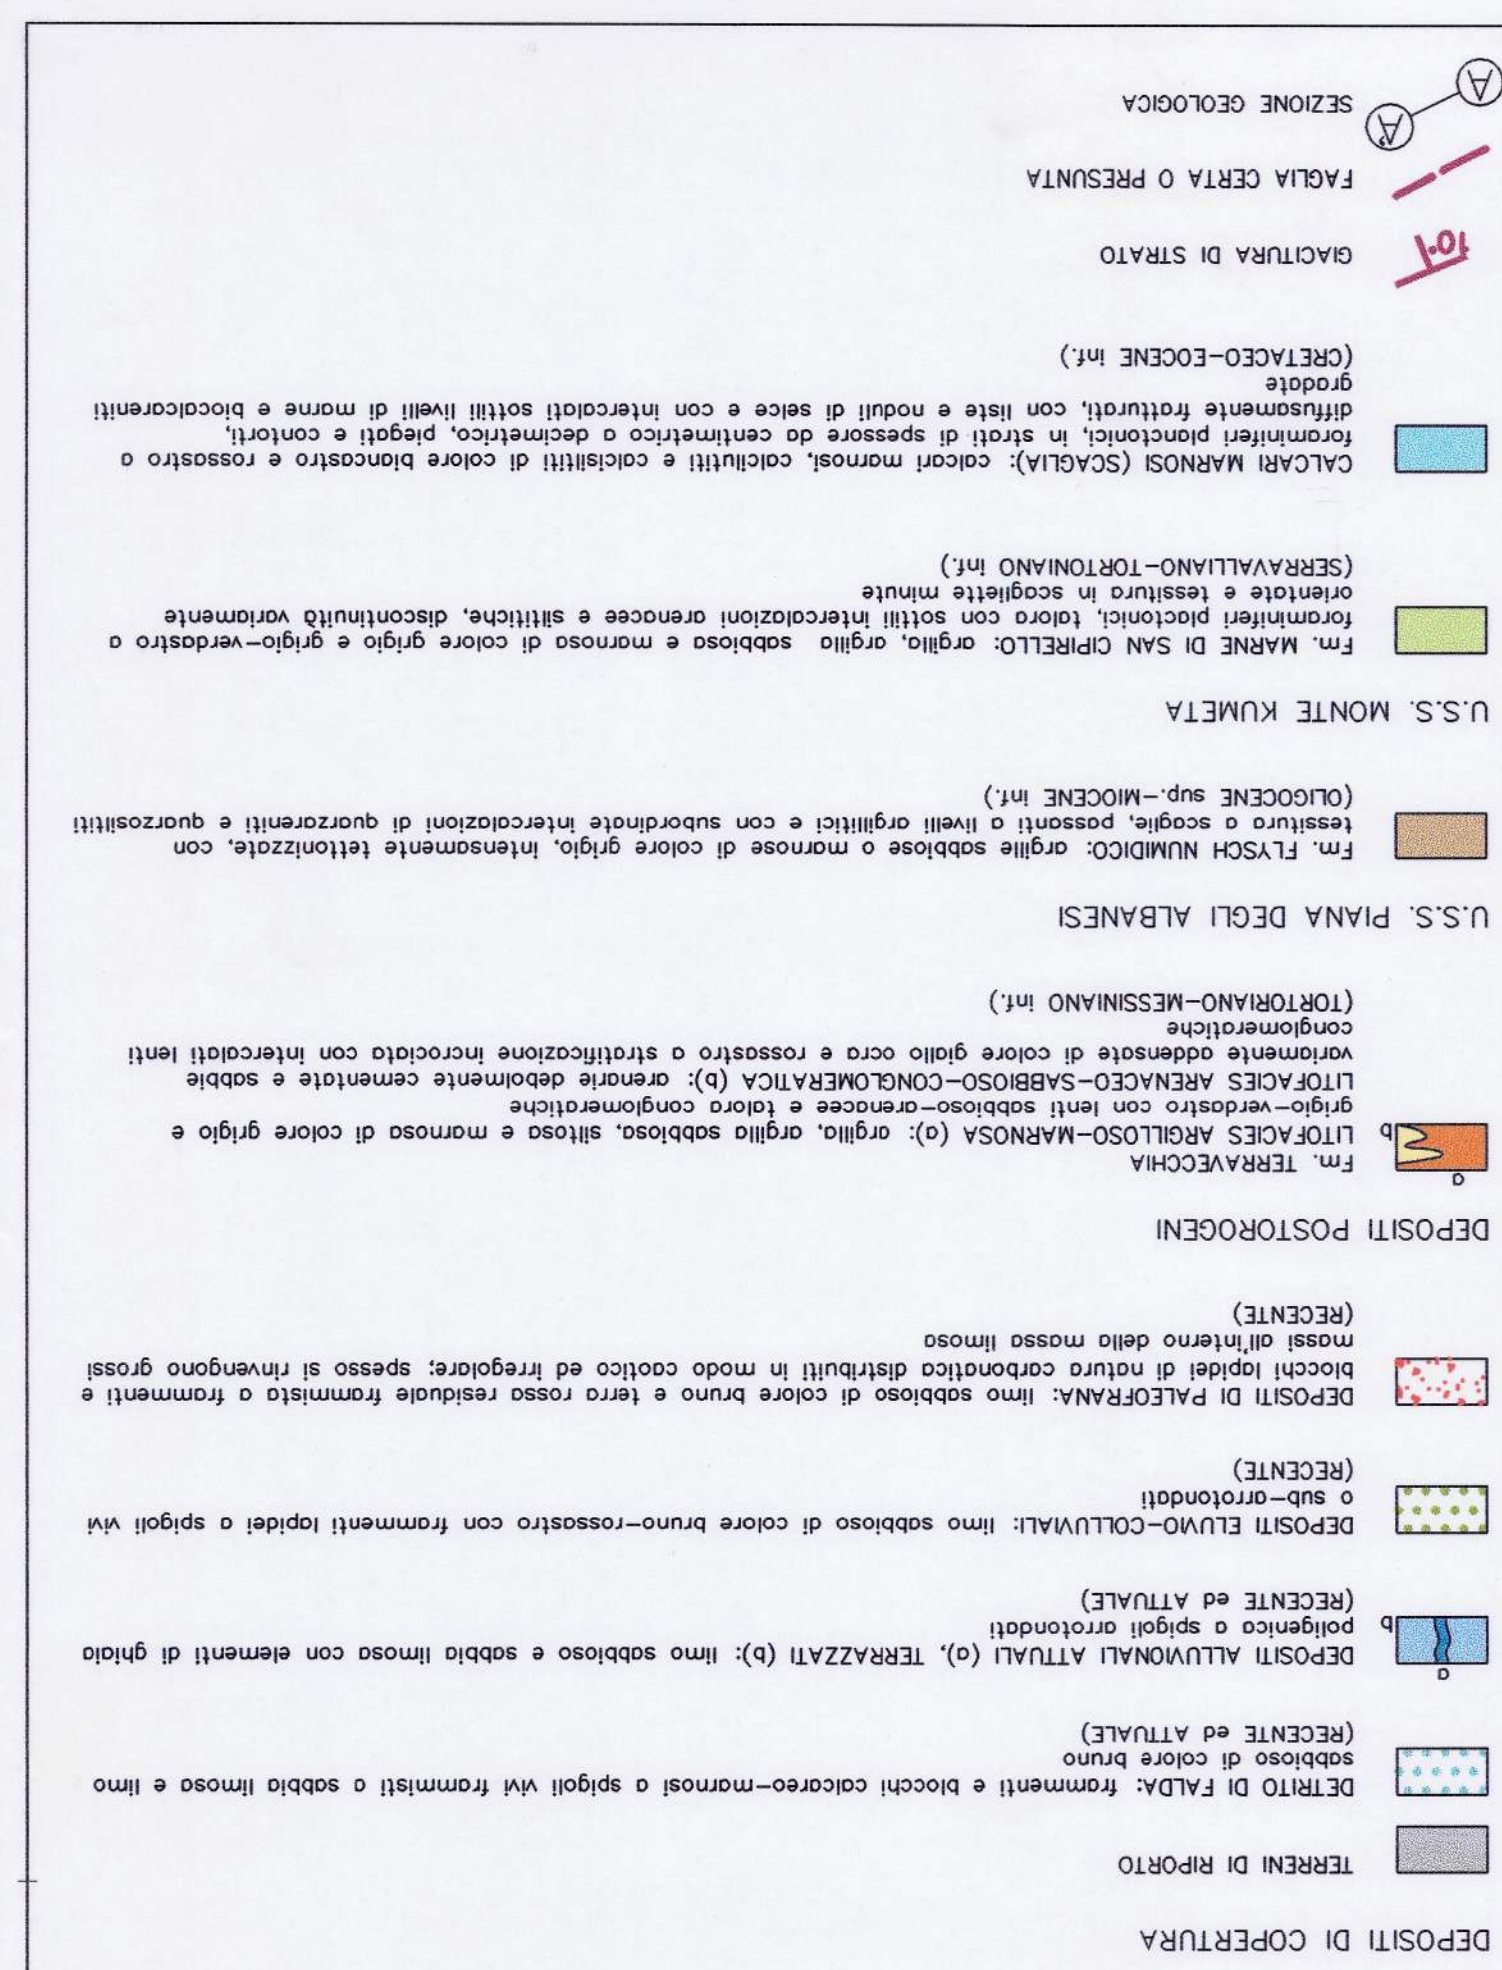 DEPOSITI DI COPERTURA
TERRENI DI RIPORTO
DETRITO DI FALDA: frammenti e blocchi calcareo-marnosi a spigoli vivi frammisti a sabbia limosa e limo
sabbioso di colore bruno
(RECENTE ed ATTUALE)
a
b
DEPOSITI ALLUVIONALI ATTUALI (a), TERRAZZATI (b): limo sabbioso e sabbia limosa con elementi di ghiaia
poligenica a spigoli arrotondati
(RECENTE ed ATTUALE)
DEPOSITI ELUVIO-COLLUVIALI: limo sabbioso di colore bruno-rossastro con frammenti lapidei a spigoli vivi
o sub-arrotondati
(RECENTE)
DEPOSITI DI PALEOFRANA: limo sabbioso di colore bruno e terra rossa residuale frammista a frammenti e
blocchi lapidei di natura carbonatica distribuiti in modo caotico ed irregolare; spesso si rinvengono grossi
massi all'interno della massa limosa
(RECENTE)
DEPOSITI POSTOROGENI
a
b
Fm. TERRAVECCHIA
LITOFACIES ARGILLOSO-MARNOSA (a): argilla, argilla sabbiosa, siltosa e marnosa di colore grigio e
grigio-verdastro con lenti sabbioso-arenacee e talora conglomeratiche
LITOFACIES ARENACEO-SABBIOSO-CONGLOMERATICA (b): arenarie debolmente cementate e sabbie
variamente addensate di colore giallo ocra e rossastro a stratificazione incrociata con intercalati lenti
conglomeratiche
(TORTORIANO-MESSINIANO inf.)
U.S.S. PIANA DEGLI ALBANESI
Fm. FLYSCH NUMIDICO: argille sabbiose o marnose di colore grigio, intensamente tettonizzate, con
tessitura a scaglie, passanti a livelli argillitici e con subordinate intercalazioni di quarzareniti e quarzosiltiti
(OLIGOCENE sup.-MIOCENE inf.)
U.S.S. MONTE KUMETA
Fm. MARNE DI SAN CIPIRELLO: argilla, argilla sabbiosa e marnosa di colore grigio e grigio-verdastro a
foraminiferi plactonici, talora con sottili intercalazioni arenacee e siltitiche, discontinuità variamente
orientate e tessitura in scagliette minute
(SERRAVALLIANO-TORTONIANO inf.)
CALCARI MARNOSI (SCAGLIA): calcari marnosi, calciluititi e calcisiltiti di colore biancastro e rossastro a
foraminiferi planctonici, in strati di spessore da centimetrico a decimetrico, piegati e contorti,
diffusamente fratturati, con liste e noduli di selce e con intercalati sottili livelli di marne e biocalcareniti
gradate
(CRETACEO-EOCENE inf.)
10°
GIACITURA DI STRATO
FAGLIA CERTA O PRESUNTA
A A'
SEZIONE GEOLOGICA